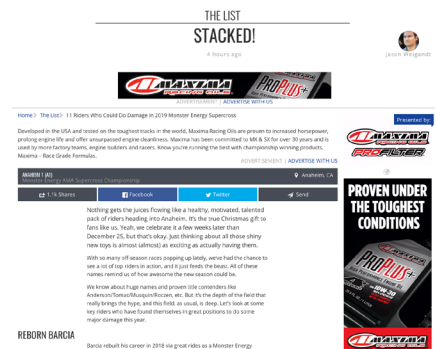 THE LIST
STACKED!
4 hours ago
Jason Weigandt
MAXIMA
RACING OILS
PROPLUS+
ADVERTISEMENT | ADVERTISE WITH US
Home > The List > 11 Riders Who Could Do Damage in 2019 Monster Energy Supercross
Developed in the USA and tested on the toughest tracks in the world, Maxima Racing Oils are proven to increased horsepower,
prolong engine life and offer unsurpassed engine cleanliness. Maxima has been committed to MX & SX for over 30 years and is
used by more factory teams, engine builders and racers. Know you're running the best with championship winning products.
Maxima – Race Grade Formulas.
ADVERTISEMENT | ADVERTISE WITH US
Presented by:
MAXIMA
RACING OILS
PROFILTER
ANAHEIM 1 (A1)
Monster Energy AMA Supercross Championship
Anaheim, CA
1.1k Shares
Facebook
Twitter
Send
Nothing gets the juices flowing like a healthy, motivated, talented
pack of riders heading into Anaheim. It's the true Christmas gift to
fans like us. Yeah, we celebrate it a few weeks later than
December 25, but that's okay. Just thinking about all those shiny
new toys is almost (almost) as exciting as actually having them.
With so many off-season races popping up lately, we've had the chance to
see a lot of top riders in action, and it just feeds the beast. All of these
names remind us of how awesome the new season could be.
We know about huge names and proven title contenders like
Anderson/Tomac/Musquin/Roczen, etc. But it's the depth of the field that
really brings the hype, and this field, as usual, is deep. Let's look at some
key riders who have found themselves in great positions to do some
major damage this year.
REBORN BARCIA
Barcia rebuilt his career in 2018 via great rides as a Monster Energy
PROVEN UNDER
THE TOUGHEST
CONDITIONS
PROPLUS+
10W-30
MAXIMA
RACING OILS